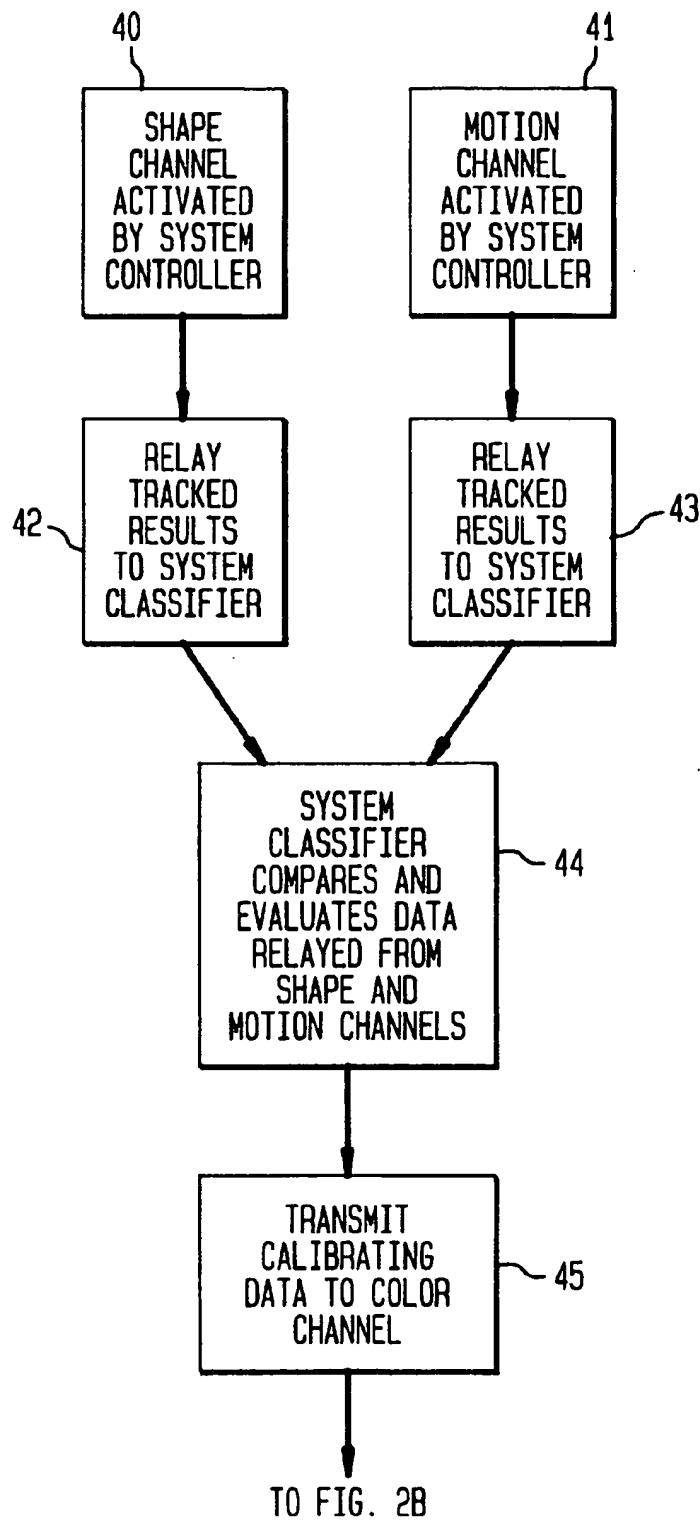 40
41
SHAPE
CHANNEL
ACTIVATED
BY SYSTEM
CONTROLLER
MOTION
CHANNEL
ACTIVATED
BY SYSTEM
CONTROLLER
42
RELAY
TRACKED
RESULTS
TO SYSTEM
CLASSIFIER
RELAY
TRACKED
RESULTS
TO SYSTEM
CLASSIFIER
43
SYSTEM
CLASSIFIER
COMPARES AND
EVALUATES DATA
RELAYED FROM
SHAPE AND
MOTION CHANNELS
44
TRANSMIT
CALIBRATING
DATA TO COLOR
CHANNEL
45
TO FIG. 2B